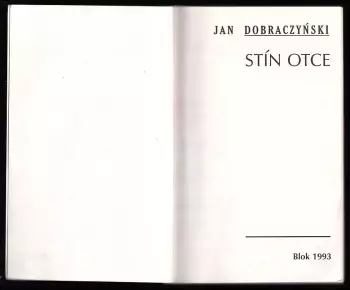 JAN DOBRACZYŃSKI
STÍN OTCE
Blok 1993